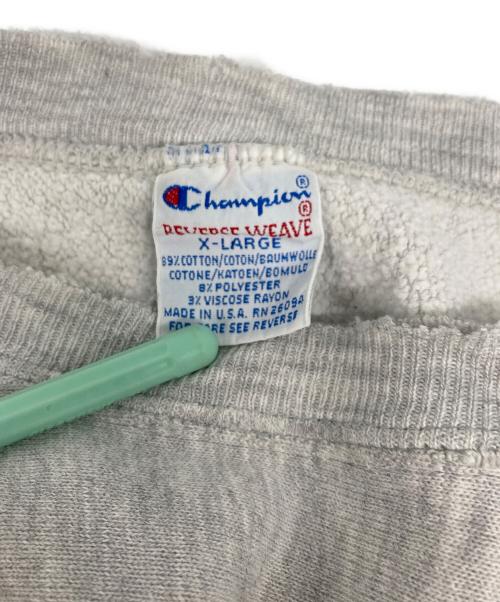 Champion®
®
REVERSE WEAVE
X-LARGE
89% COTTON/COTON/BAUMWOLLE
COTONE/KATOEN/BOMULD
8% POLYESTER
3% VISCOSE RAYON
MADE IN U.S.A. RN 26094
FOR CARE SEE REVERSE